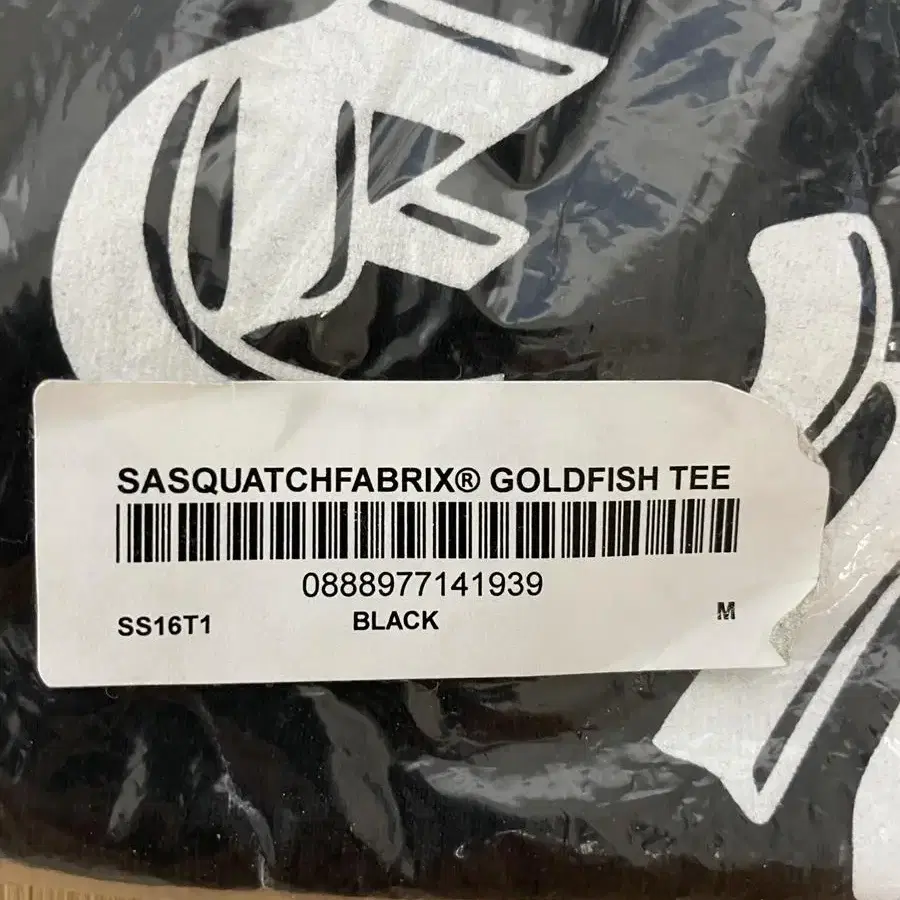 SASQUATCHFABRIX® GOLDFISH TEE
0888977141939
SS16T1 BLACK M